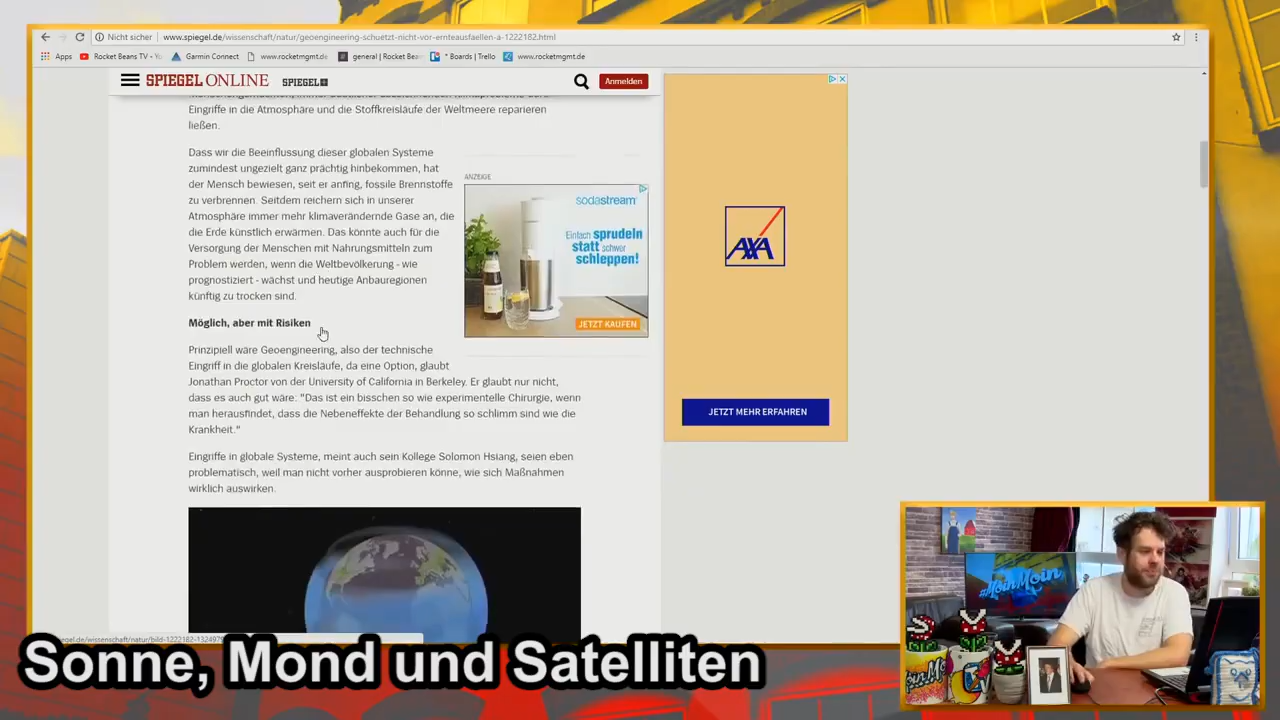 Nicht sicher
www.spiegel.de/wissenschaft/natur/geoengineering-schuetzt-nicht-vor-ernteausfaellen-a-1222182.html
Apps
Rocket Beans TV - Yo
Garmin Connect
www.rocketmgmt.de
general | Rocket Bea
* Boards | Trello
www.rocketmgmt.de
SPIEGEL ONLINE
SPIEGEL+
Anmelden
Eingriffe in die Atmosphäre und die Stoffkreisläufe der Weltmeere reparieren
ließen.
Dass wir die Beeinflussung dieser globalen Systeme
zumindest ungezielt ganz prächtig hinbekommen, hat
der Mensch bewiesen, seit er anfing, fossile Brennstoffe
zu verbrennen. Seitdem reichern sich in unserer
Atmosphäre immer mehr klimaverändernde Gase an, die
die Erde künstlich erwärmen. Das könnte auch für die
Versorgung der Menschen mit Nahrungsmitteln zum
Problem werden, wenn die Weltbevölkerung - wie
prognostiziert - wächst und heutige Anbauregionen
künftig zu trocken sind.
ANZEIGE
sodastream
Einfach sprudeln
statt schwer
schleppen!
JETZT KAUFEN
AXA
JETZT MEHR ERFAHREN
Möglich, aber mit Risiken
Prinzipiell wäre Geoengineering, also der technische
Eingriff in die globalen Kreisläufe, da eine Option, glaubt
Jonathan Proctor von der University of California in Berkeley. Er glaubt nur nicht,
dass es auch gut wäre: "Das ist ein bisschen so wie experimentelle Chirurgie, wenn
man herausfindet, dass die Nebeneffekte der Behandlung so schlimm sind wie die
Krankheit."
Eingriffe in globale Systeme, meint auch sein Kollege Solomon Hsiang, seien eben
problematisch, weil man nicht vorher ausprobieren könne, wie sich Maßnahmen
wirklich auswirken.
#MoinMoin
Sonne, Mond und Satelliten